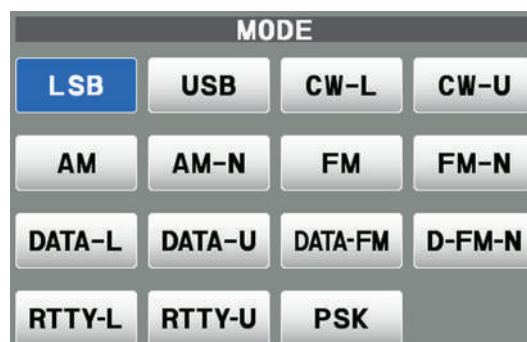 MODE
LSB USB CW-L CW-U
AM AM-N FM FM-N
DATA-L DATA-U DATA-FM D-FM-N
RTTY-L RTTY-U PSK